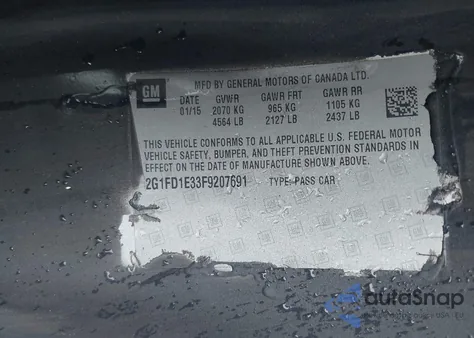 GM
MFD BY GENERAL MOTORS OF CANADA LTD.
DATE GVWR GAWR FRT GAWR RR
01/15 2070 KG 965 KG 1105 KG
4564 LB 2127 LB 2437 LB
THIS VEHICLE CONFORMS TO ALL APPLICABLE U.S. FEDERAL MOTOR
VEHICLE SAFETY, BUMPER, AND THEFT PREVENTION STANDARDS IN
EFFECT ON THE DATE OF MANUFACTURE SHOWN ABOVE.
2G1FD1E33F9207691 TYPE: PASS CAR
autoSnap